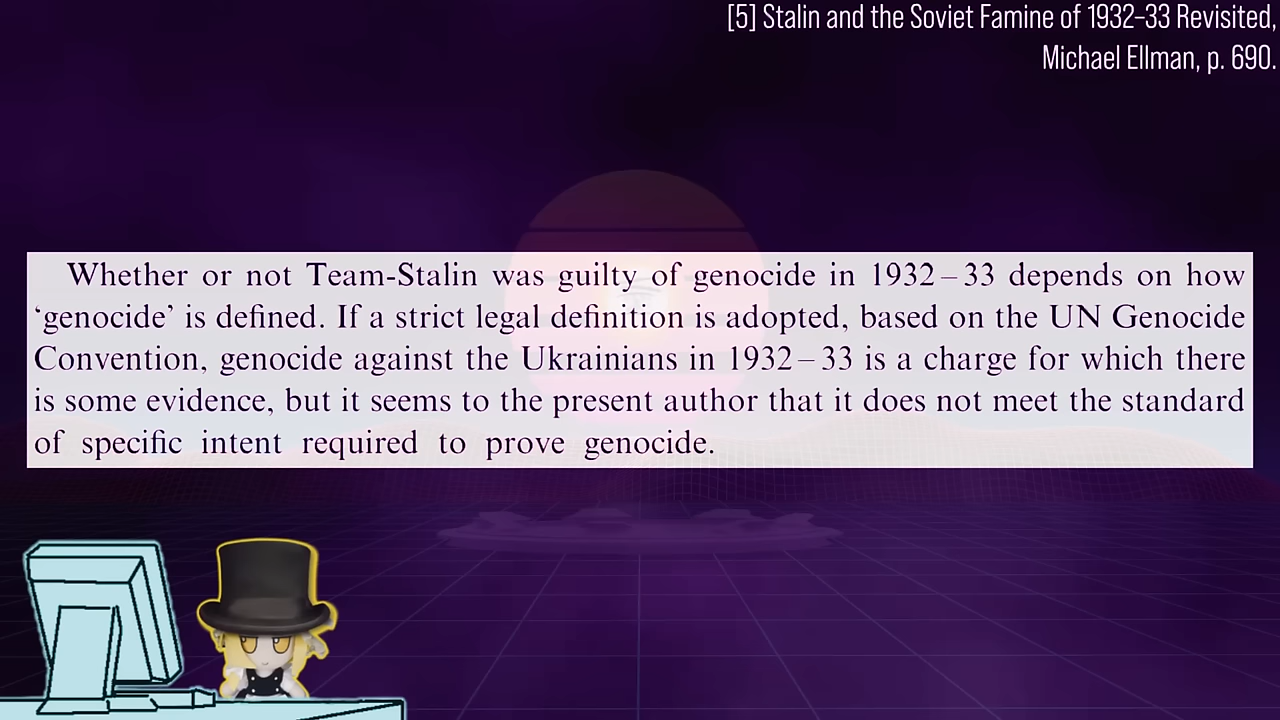 [5] Stalin and the Soviet Famine of 1932–33 Revisited,
Michael Ellman, p. 690.
Whether or not Team-Stalin was guilty of genocide in 1932–33 depends on how
‘genocide’ is defined. If a strict legal definition is adopted, based on the UN Genocide
Convention, genocide against the Ukrainians in 1932–33 is a charge for which there
is some evidence, but it seems to the present author that it does not meet the standard
of specific intent required to prove genocide.